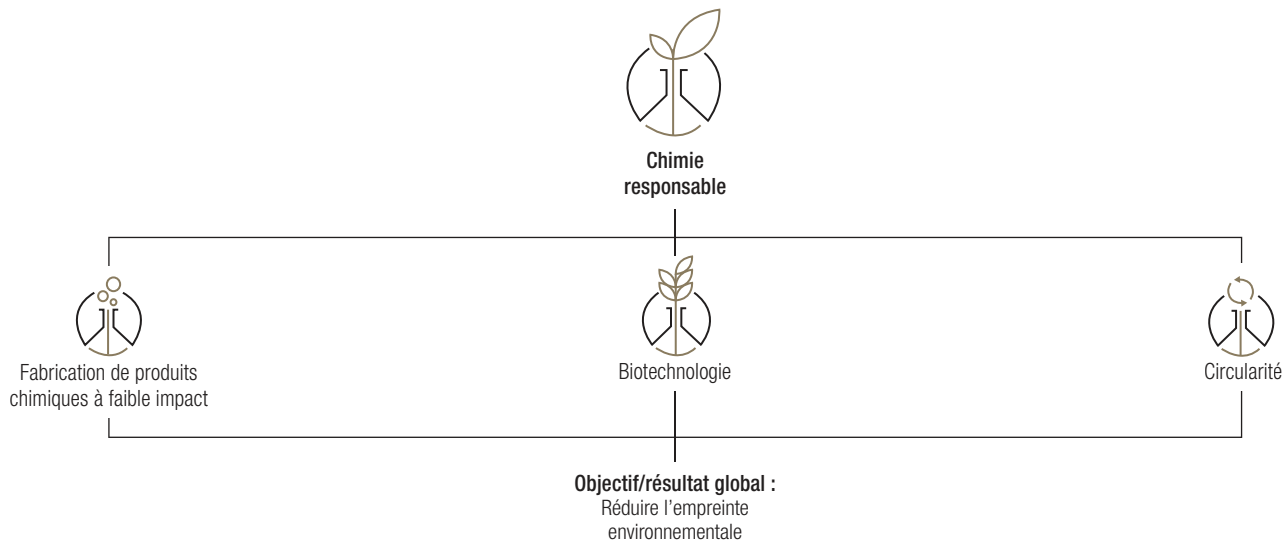 Chimie
responsable
Fabrication de produits
chimiques à faible impact
Biotechnologie
Circularité
Objectif/résultat global :
Réduire l’empreinte
environnementale